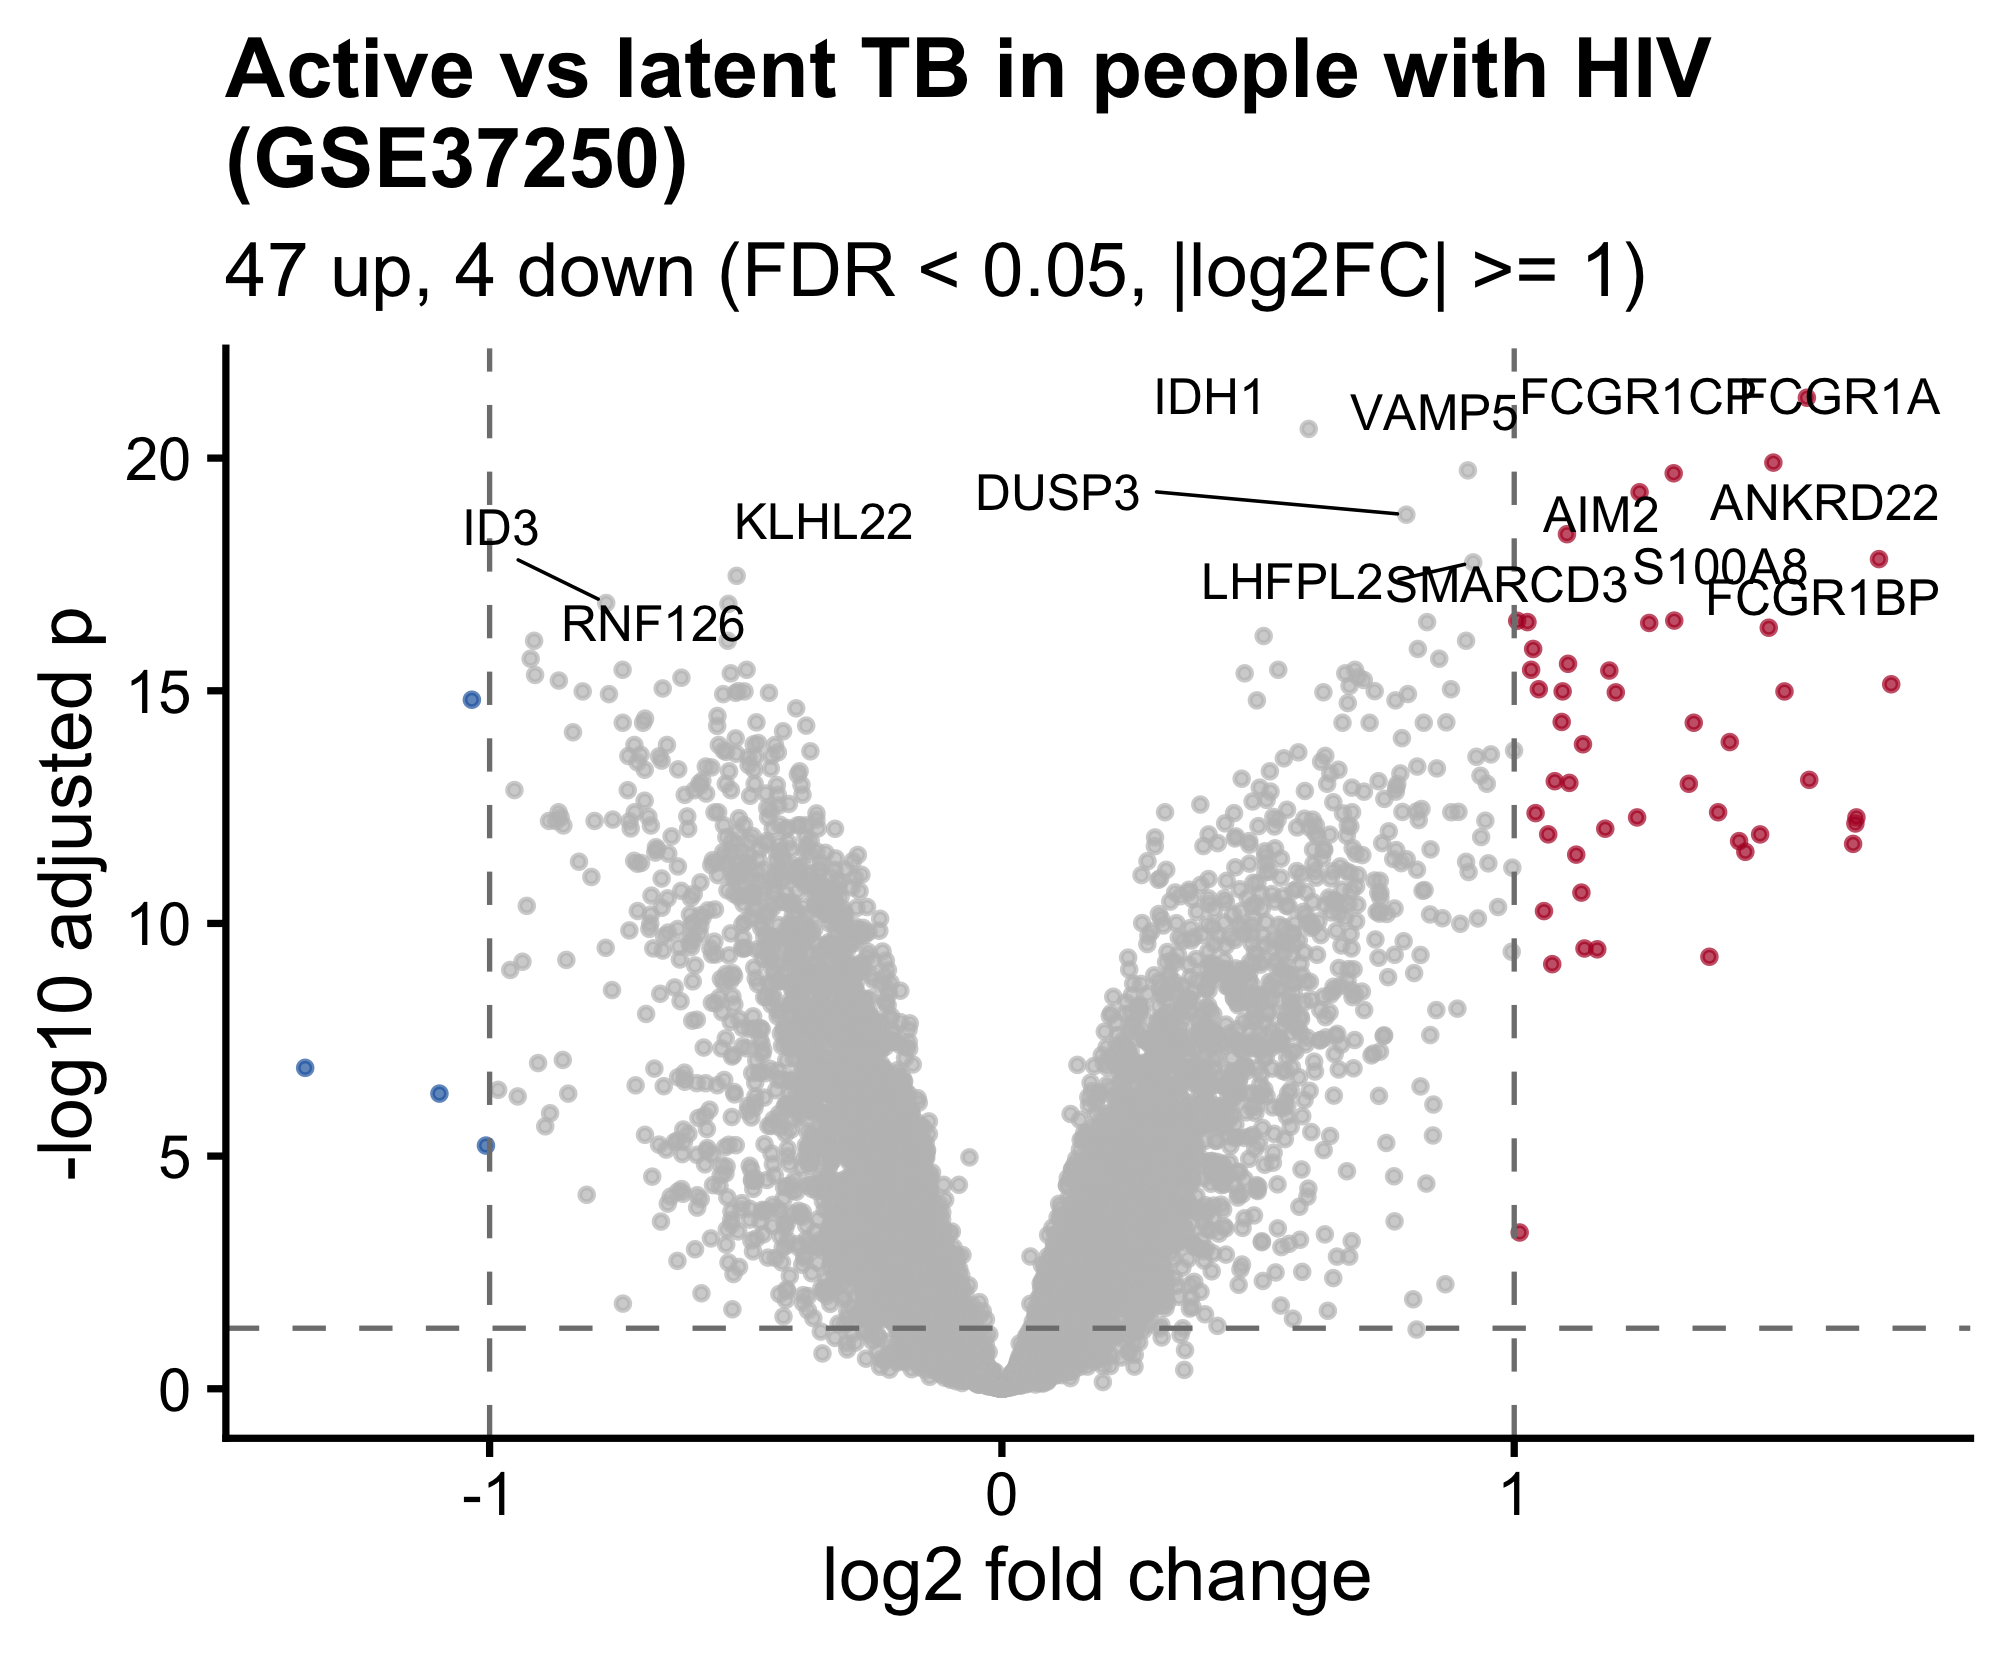 Active vs latent TB in people with HIV
(GSE37250)
47 up, 4 down (FDR < 0.05, |log2FC| >= 1)
IDH1
VAMP5
FCGR1CP
FCGR1A
DUSP3
ANKRD22
AIM2
ID3
KLHL22
S100A8
LHFPL2
SMARCD3
FCGR1BP
RNF126
20
15
10
5
0
-log10 adjusted p
-1
0
1
log2 fold change